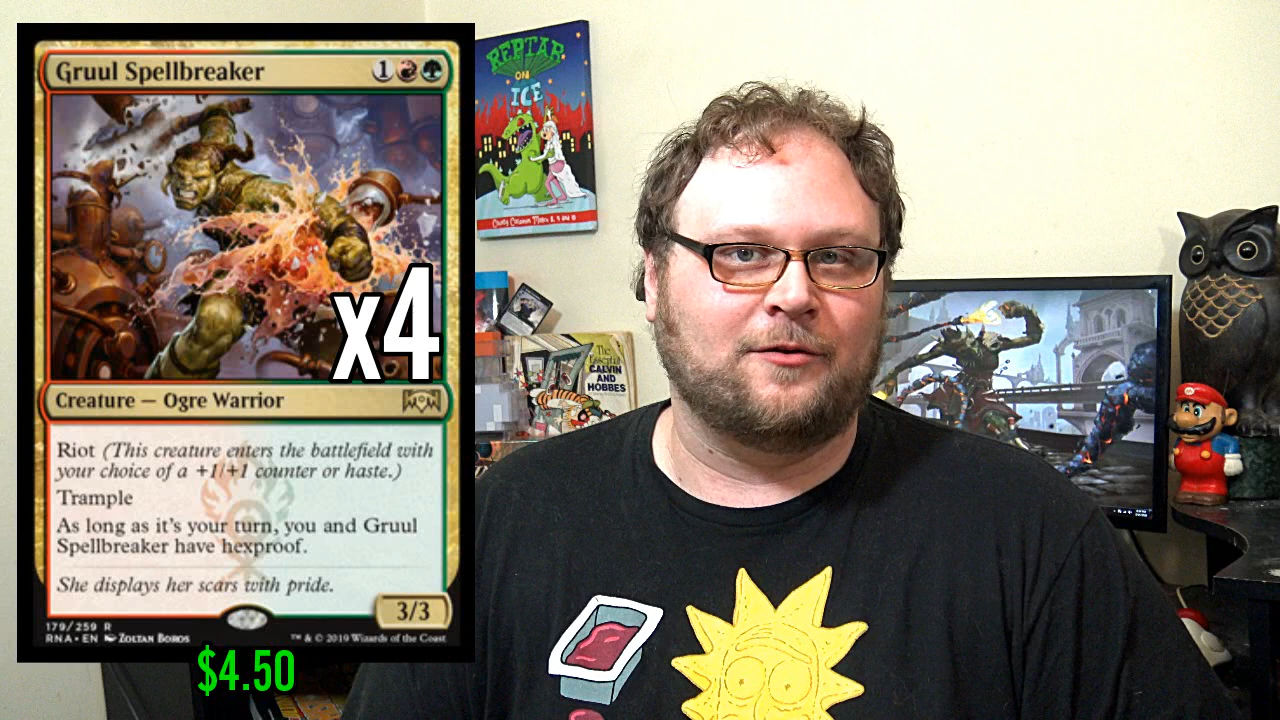 Gruul Spellbreaker 1
x4
Creature — Ogre Warrior
Riot (This creature enters the battlefield with
your choice of a +1/+1 counter or haste.)
Trample
As long as it's your turn, you and Gruul
Spellbreaker have hexproof.
She displays her scars with pride.
3/3
179/259 R
RNA • EN Zoltan Boros
™ & © 2019 Wizards of the Coast
$4.50
REPTAR
ON
ICE
The
Essential
CALVIN
AND
HOBBES